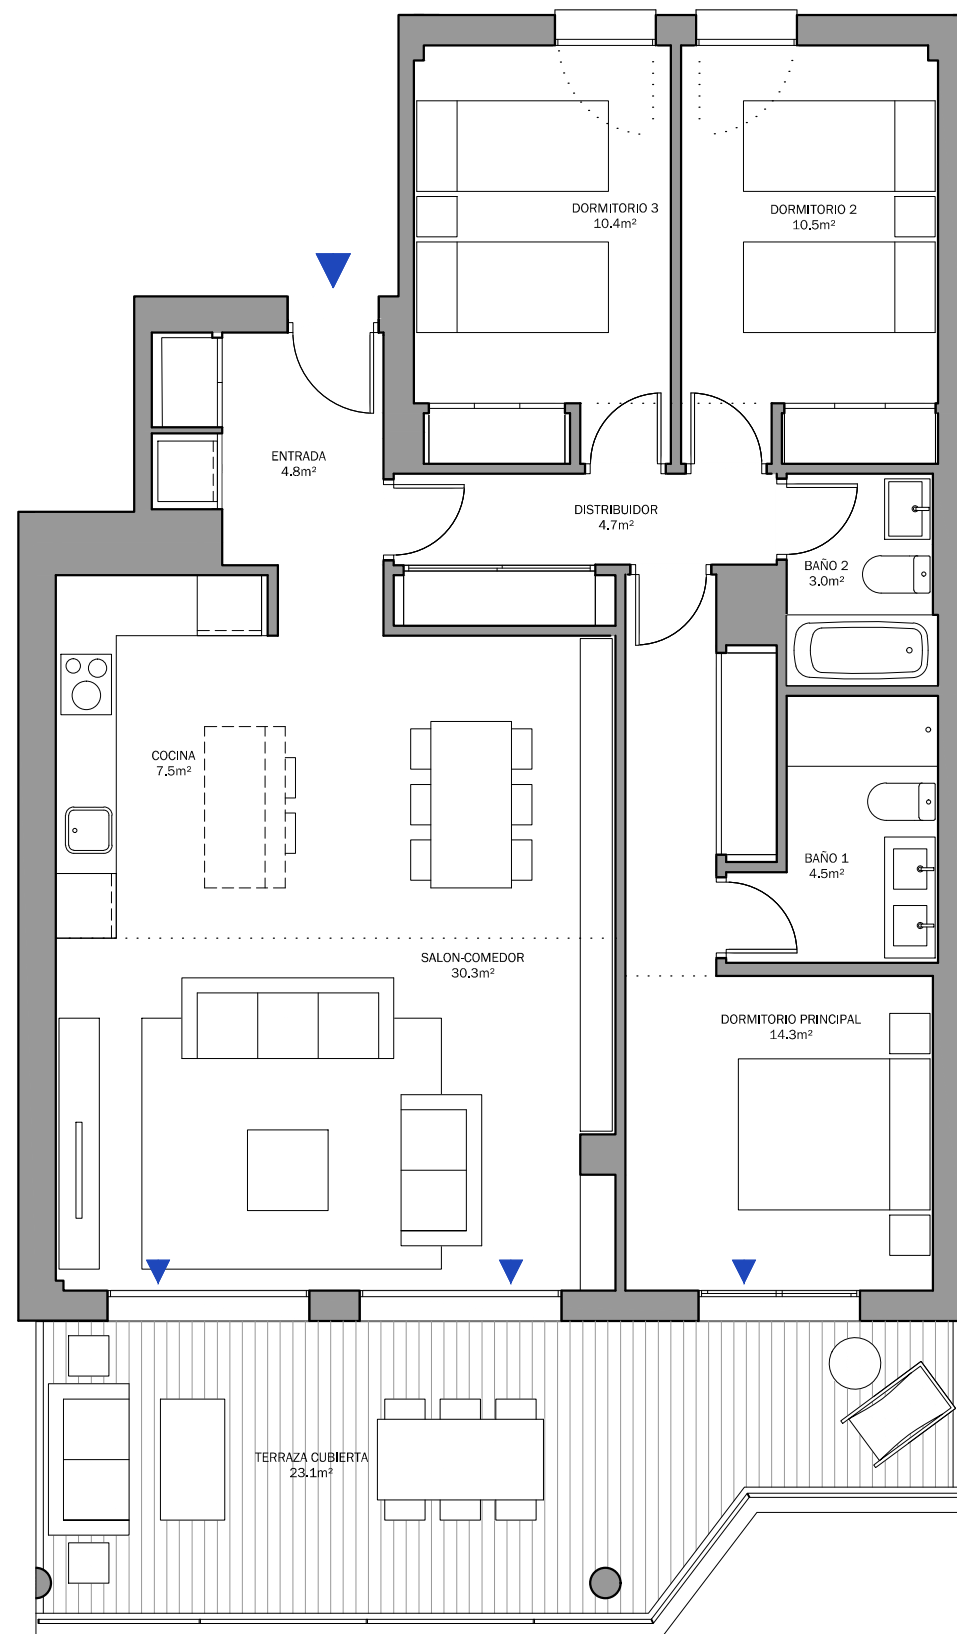 DORMITORIO 3
10.4m²
DORMITORIO 2
10.5m²
ENTRADA
4.8m²
DISTRIBUIDOR
4.7m²
BAÑO 2
3.0m²
COCINA
7.5m²
BAÑO 1
4.5m²
SALON-COMEDOR
30.3m²
DORMITORIO PRINCIPAL
14.3m²
TERRAZA CUBIERTA
23.1m²